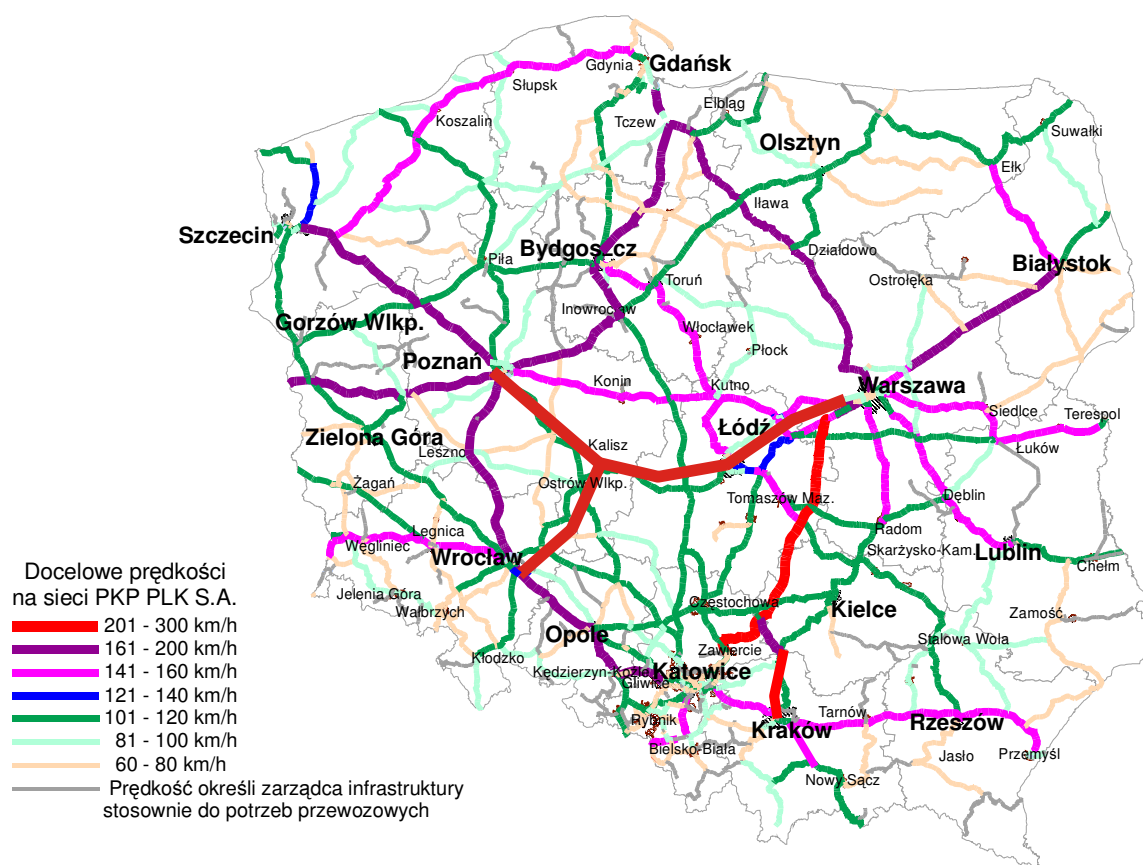 Gdańsk
Gdynia
Słupsk
Elbląg
Koszalin
Tczew
Suwałki
Olsztyn
Ełk
Iława
Szczecin
Bydgoszcz
Działdowo
Piła
Białystok
Toruń
Ostrołęka
Inowrocław
Gorzów Wlkp.
Włocławek
Płock
Poznań
Konin
Kutno
Warszawa
Siedlce
Terespol
Łódź
Zielona Góra
Kalisz
Łuków
Leszno
Żagań
Ostrów Wlkp.
Tomaszów Maz.
Dęblin
Legnica
Radom
Węgliniec
Wrocław
Skarżysko-Kam.
Lublin
Chełm
Docelowe prędkości
na sieci PKP PLK S.A.
Jelenia Góra
Wałbrzych
Częstochowa
Kielce
Zamość
201 - 300 km/h
Opole
Stalowa Wola
161 - 200 km/h
Kłodzko
Zawiercie
Kędzierzyn-Koźle
Katowice
Gliwice
141 - 160 km/h
121 - 140 km/h
Rybnik
Tarnów
Rzeszów
101 - 120 km/h
Kraków
81 - 100 km/h
Bielsko-Biała
Jasło
Przemyśl
60 - 80 km/h
Nowy Sącz
Prędkość określi zarządca infrastruktury
stosownie do potrzeb przewozowych